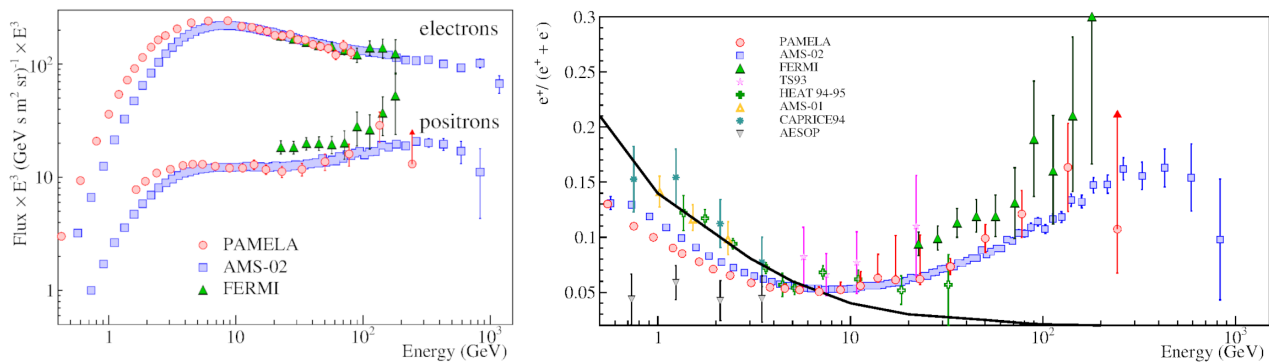 Flux × E³ (GeV s m² sr)⁻¹ × E³
10²
10
1
electrons
positrons
PAMELA
AMS-02
FERMI
1
10
10²
10³
Energy (GeV)
e⁺/ (e⁺ + e⁻)
0.3
0.25
0.2
0.15
0.1
0.05
PAMELA
AMS-02
FERMI
TS93
HEAT 94-95
AMS-01
CAPRICE94
AESOP
1
10
10²
10³
Energy (GeV)